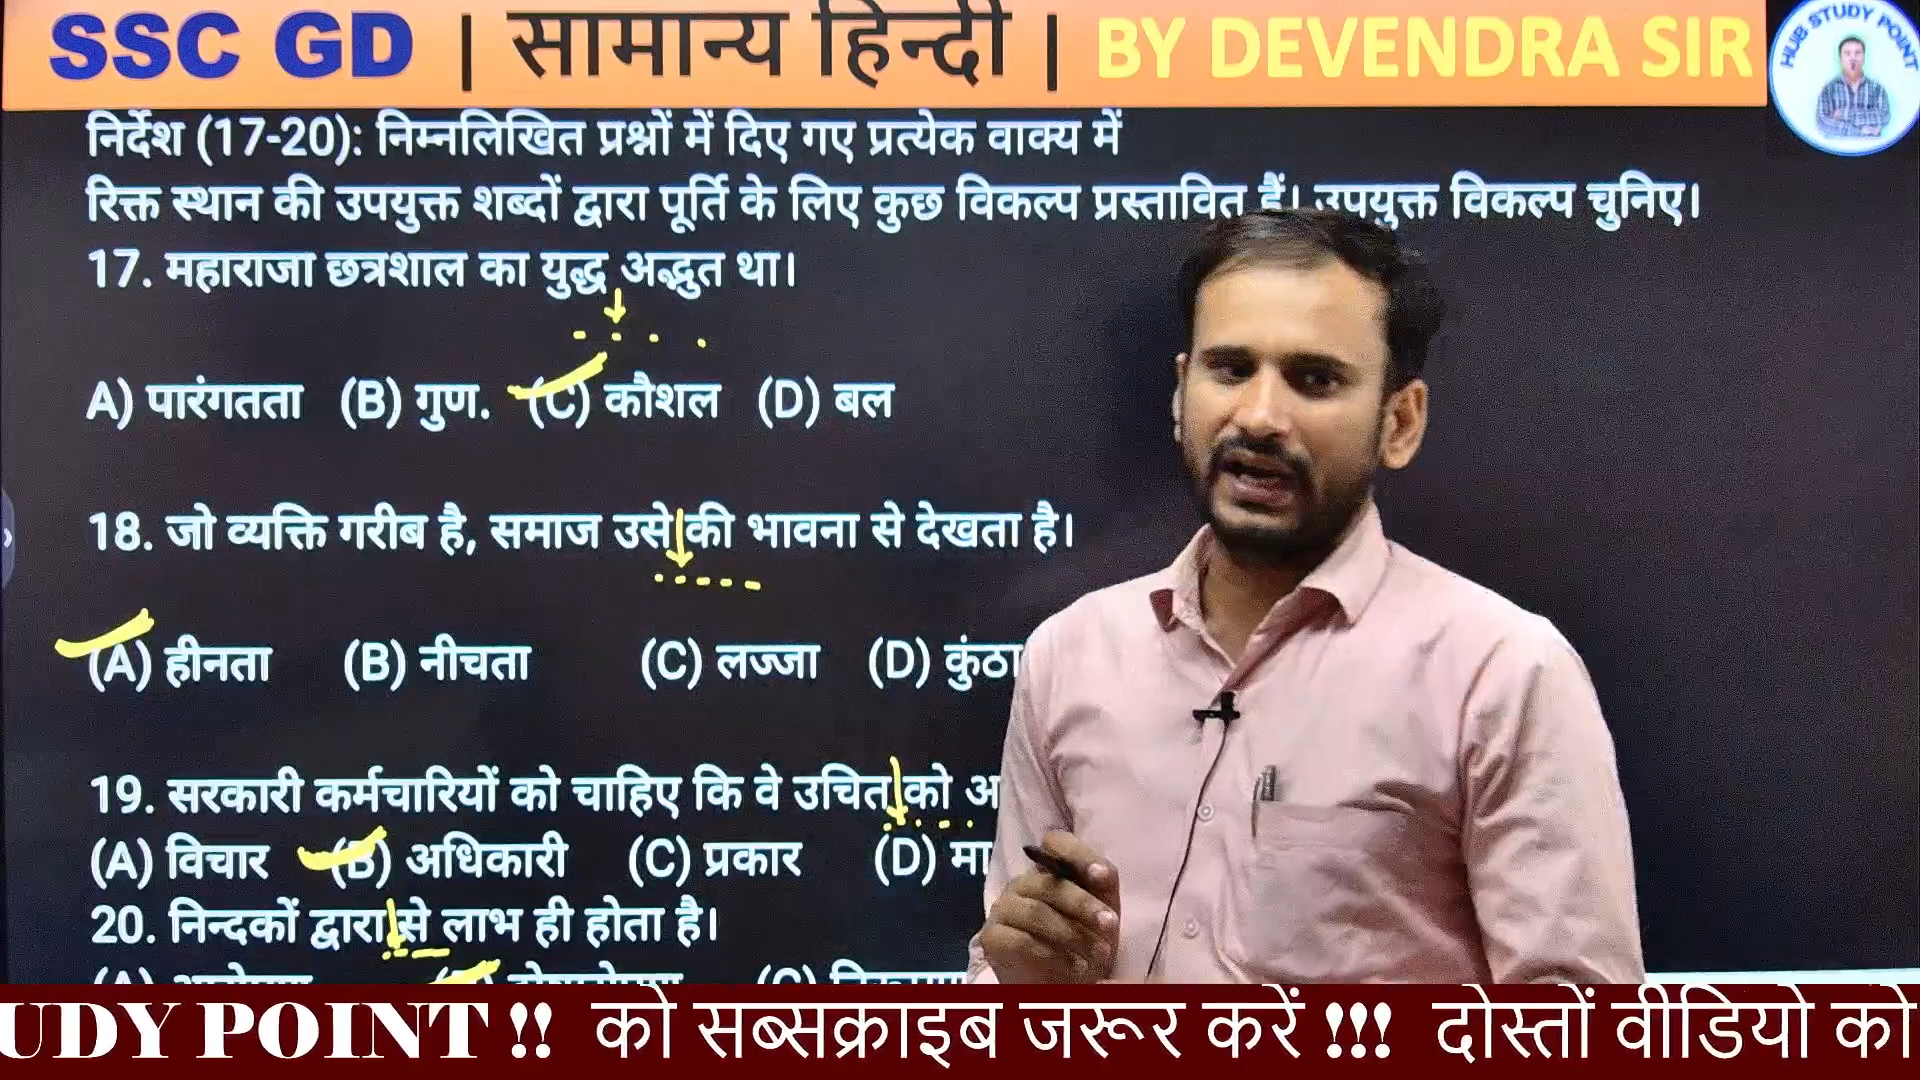 SSC GD | सामान्य हिन्दी | BY DEVENDRA SIR
HUB STUDY POINT
निर्देश (17-20): निम्नलिखित प्रश्नों में दिए गए प्रत्येक वाक्य में
रिक्त स्थान की उपयुक्त शब्दों द्वारा पूर्ति के लिए कुछ विकल्प प्रस्तावित हैं। उपयुक्त विकल्प चुनिए।
17. महाराजा छत्रशाल का युद्ध अद्भुत था।
A) पारंगतता (B) गुण. (C) कौशल (D) बल
18. जो व्यक्ति गरीब है, समाज उसे की भावना से देखता है।
(A) हीनता (B) नीचता (C) लज्जा (D) कुंठा
19. सरकारी कर्मचारियों को चाहिए कि वे उचित को
(A) विचार (B) अधिकारी (C) प्रकार (D)
20. निन्दकों द्वारा से लाभ ही होता है।
UDY POINT !! को सब्सक्राइब जरूर करें !!! दोस्तों वीडियो को